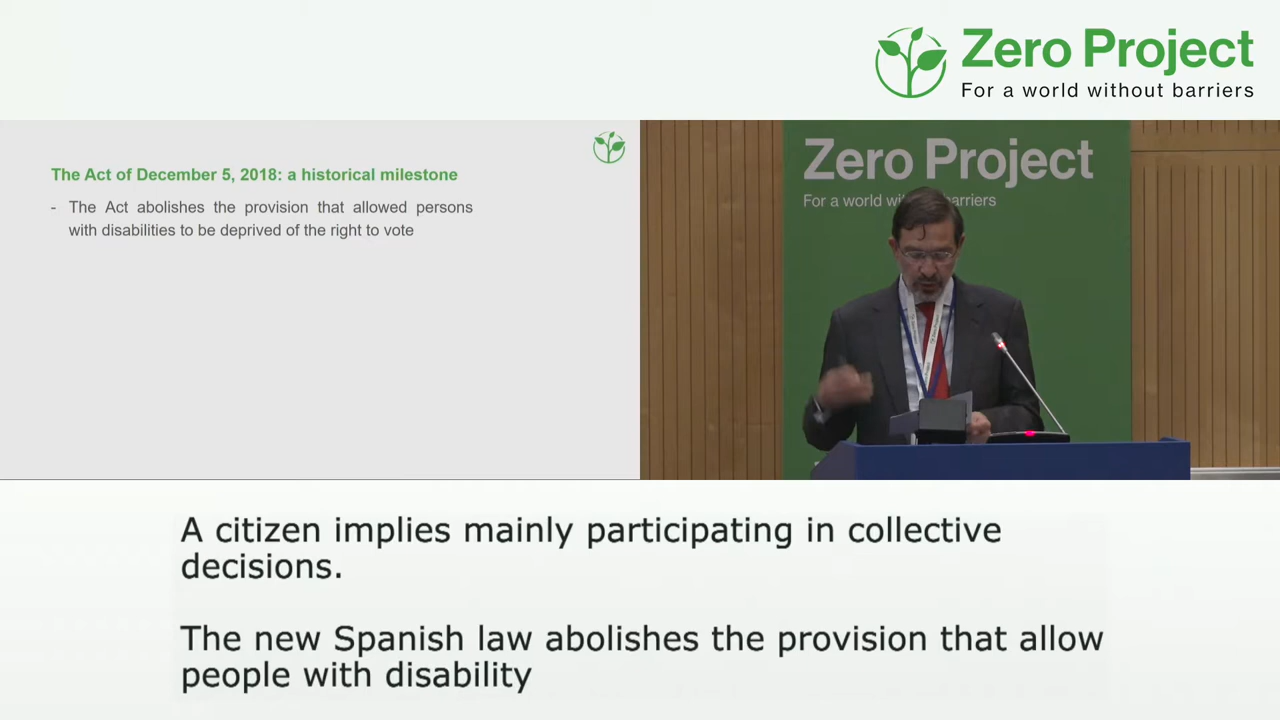 Zero Project
For a world without barriers
The Act of December 5, 2018: a historical milestone
- The Act abolishes the provision that allowed persons
with disabilities to be deprived of the right to vote
Zero Project
For a world wi barriers
A citizen implies mainly participating in collective
decisions.
The new Spanish law abolishes the provision that allow
people with disability